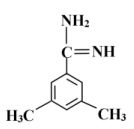 NH₂
C=NH
H₃C CH₃